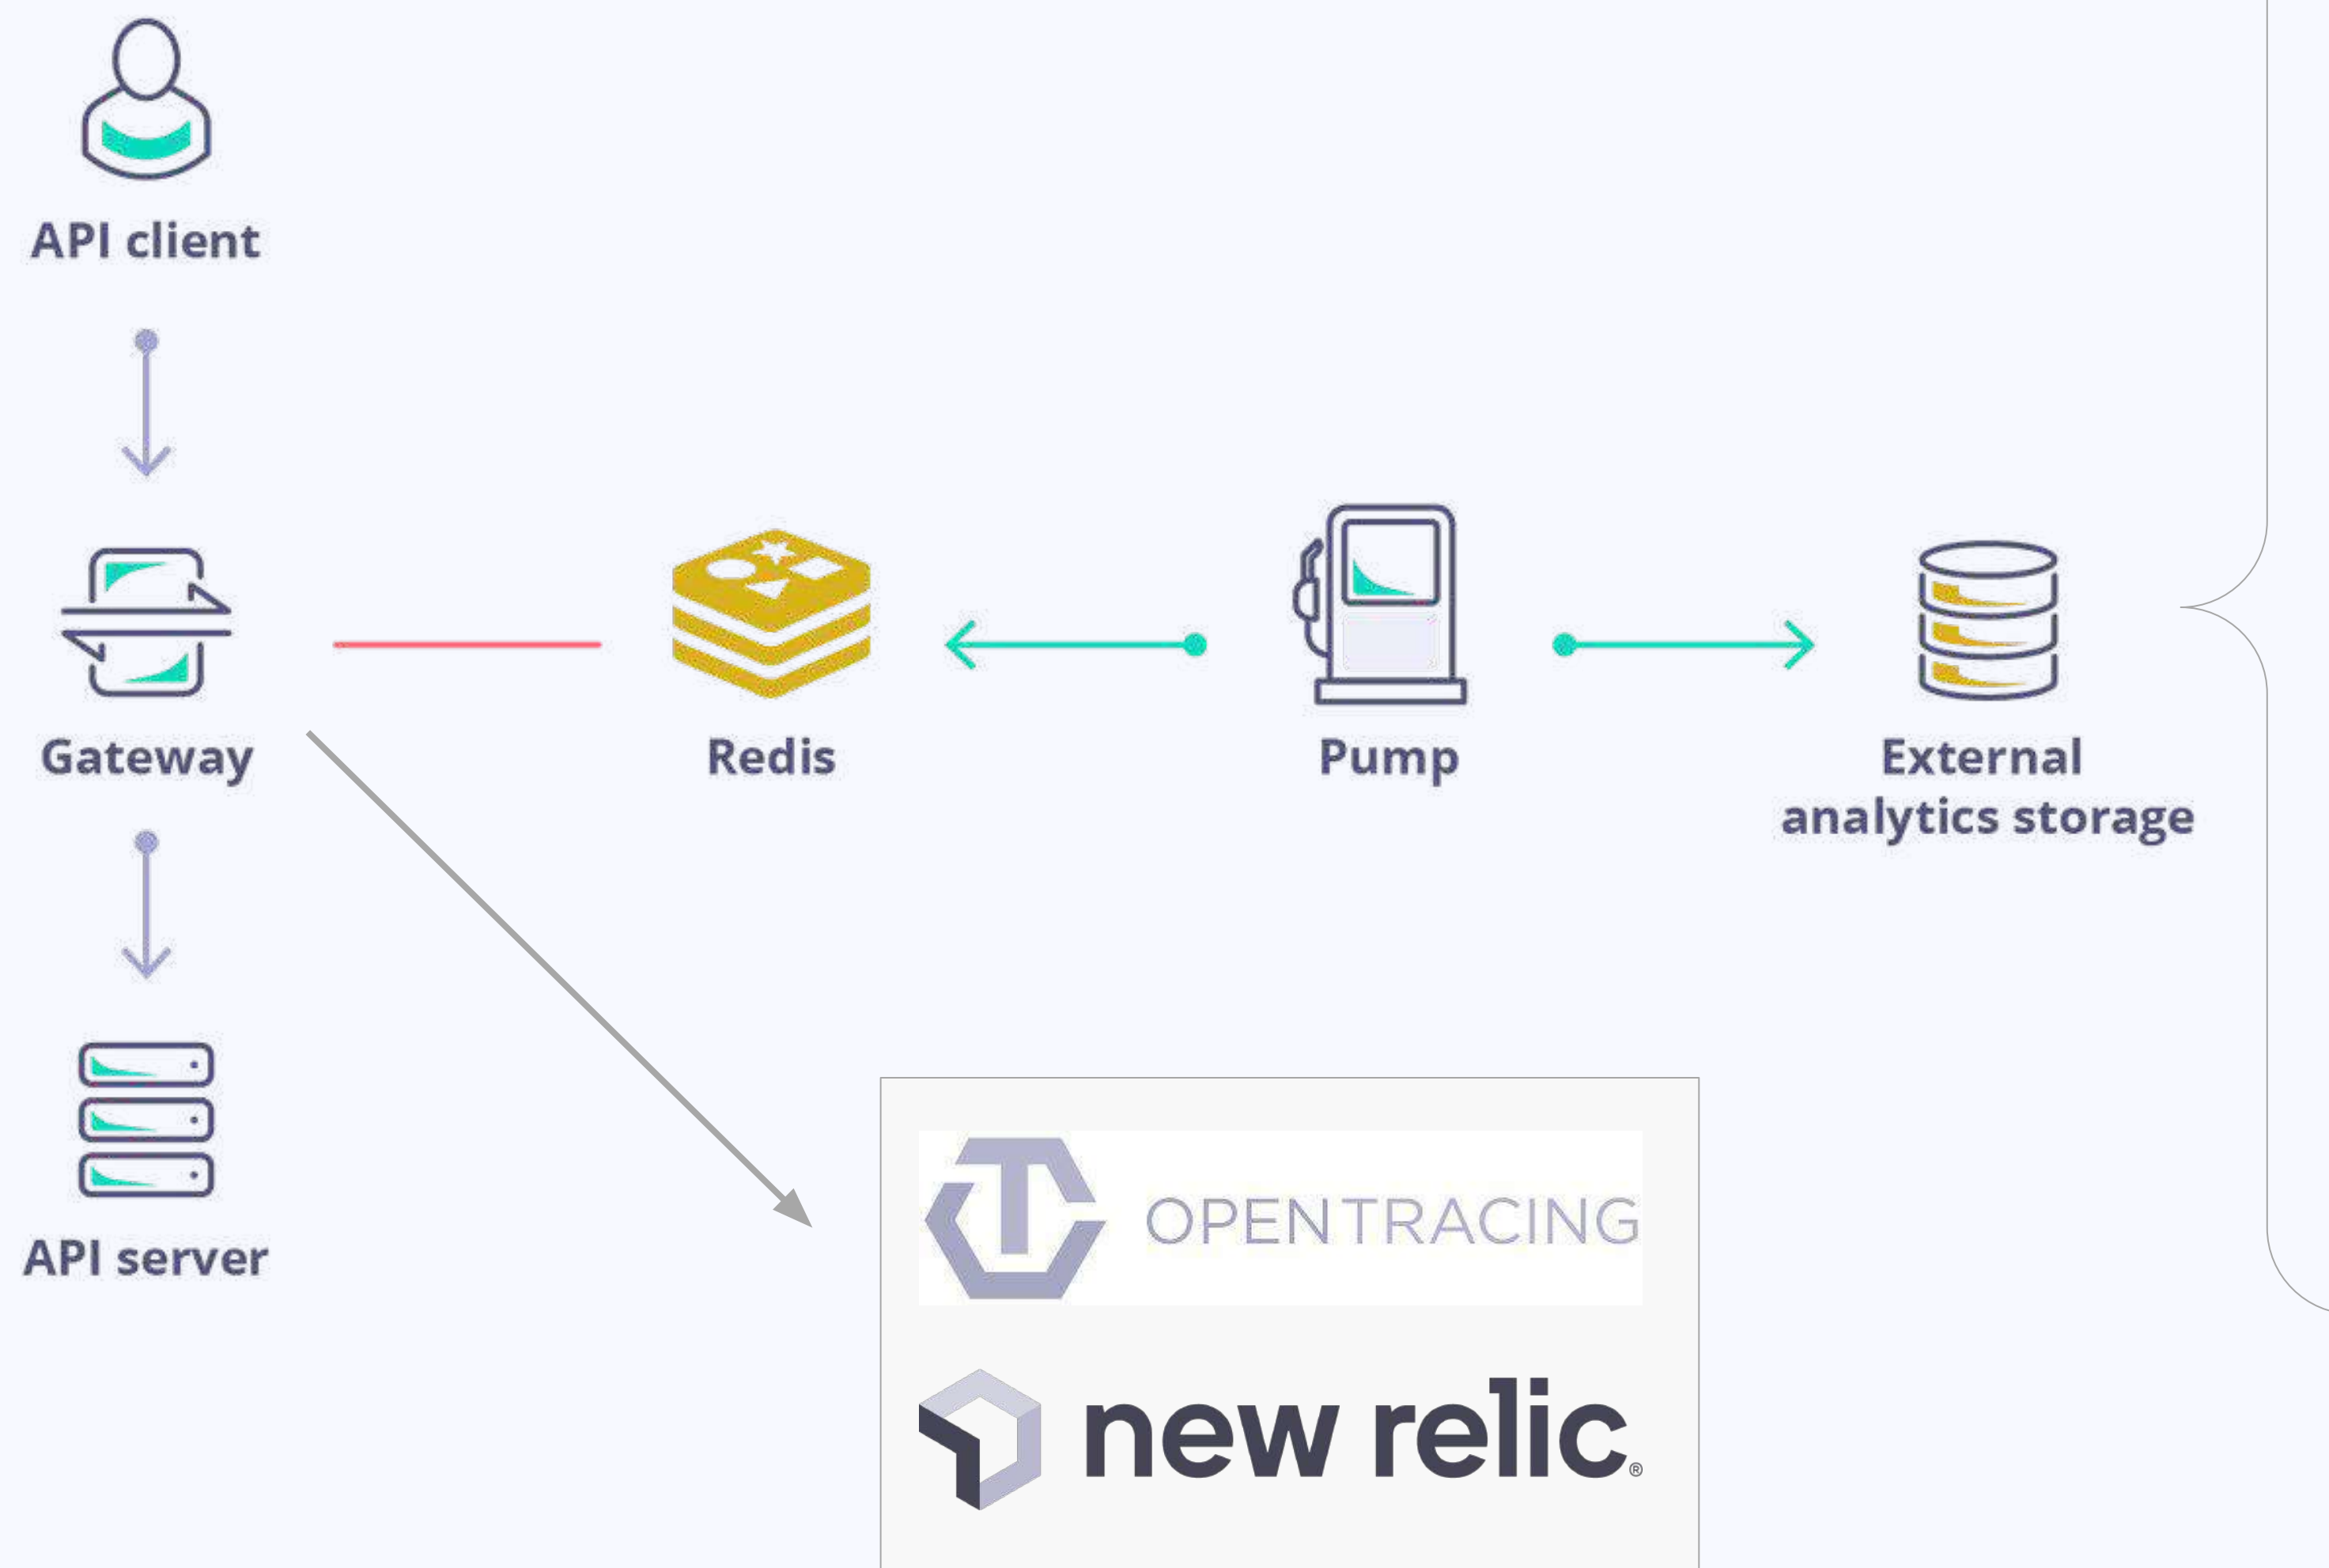 API client
Gateway
Redis
Pump
External
analytics storage
API server
OPENTRACING
new relic®